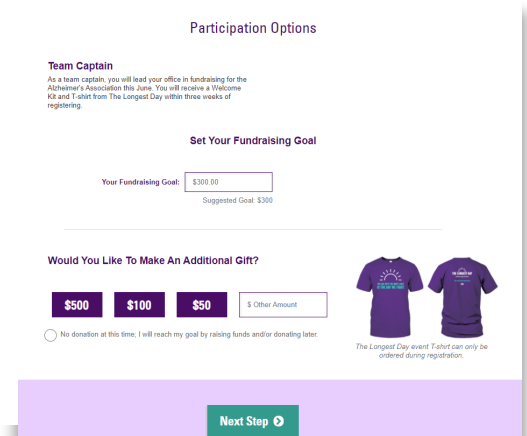 Participation Options
Team Captain
As a team captain, you will lead your office in fundraising for the
Alzheimer's Association this June. You will receive a Welcome
Kit and T-shirt from The Longest Day within three weeks of
registering.
Set Your Fundraising Goal
Your Fundraising Goal: $300.00
Suggested Goal: $300
Would You Like To Make An Additional Gift?
$500 $100 $50 $ Other Amount
No donation at this time; I will reach my goal by raising funds and/or donating later.
THE LONGEST DAY
The Longest Day event T-shirt can only be
ordered during registration.
Next Step